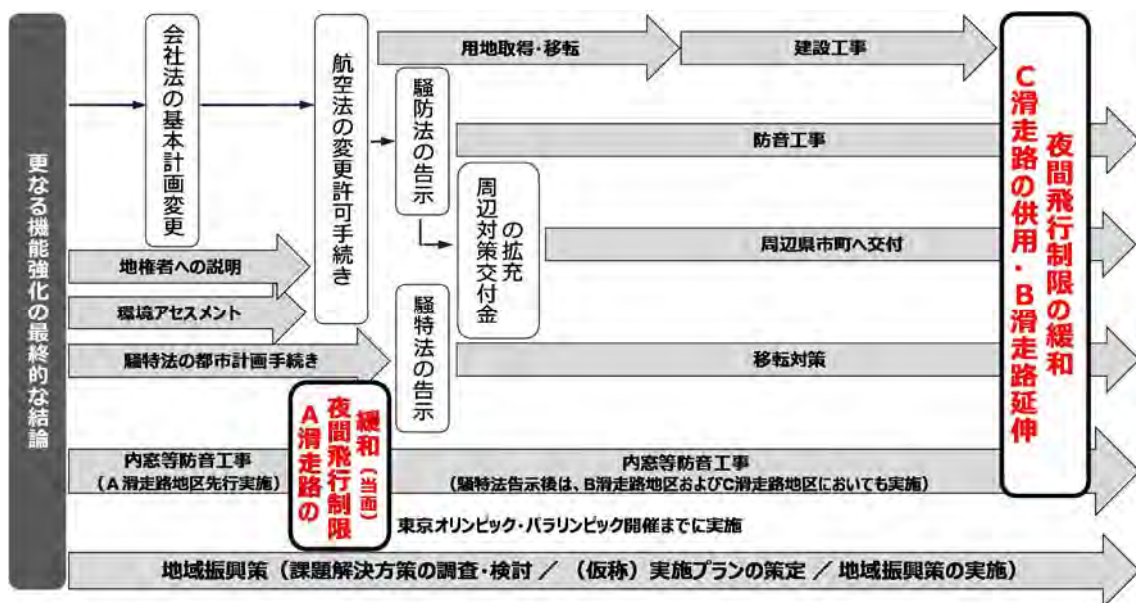 更なる機能強化の最終的な結論
会社法の基本計画変更
航空法の変更許可手続き
用地取得・移転
建設工事
騒防法の告示
防音工事
周辺対策交付金
の拡充
周辺県市町へ交付
地権者への説明
環境アセスメント
騒特法の都市計画手続き
騒特法の告示
移転対策
夜間飛行制限の緩和
C滑走路の供用・B滑走路延伸
内窓等防音工事
(A滑走路地区先行実施)
A滑走路の
夜間飛行制限
緩和(当面)
内窓等防音工事
(騒特法告示後は、B滑走路地区およびC滑走路地区においても実施)
東京オリンピック・パラリンピック開催までに実施
地域振興策(課題解決方策の調査・検討 / (仮称)実施プランの策定 / 地域振興策の実施)